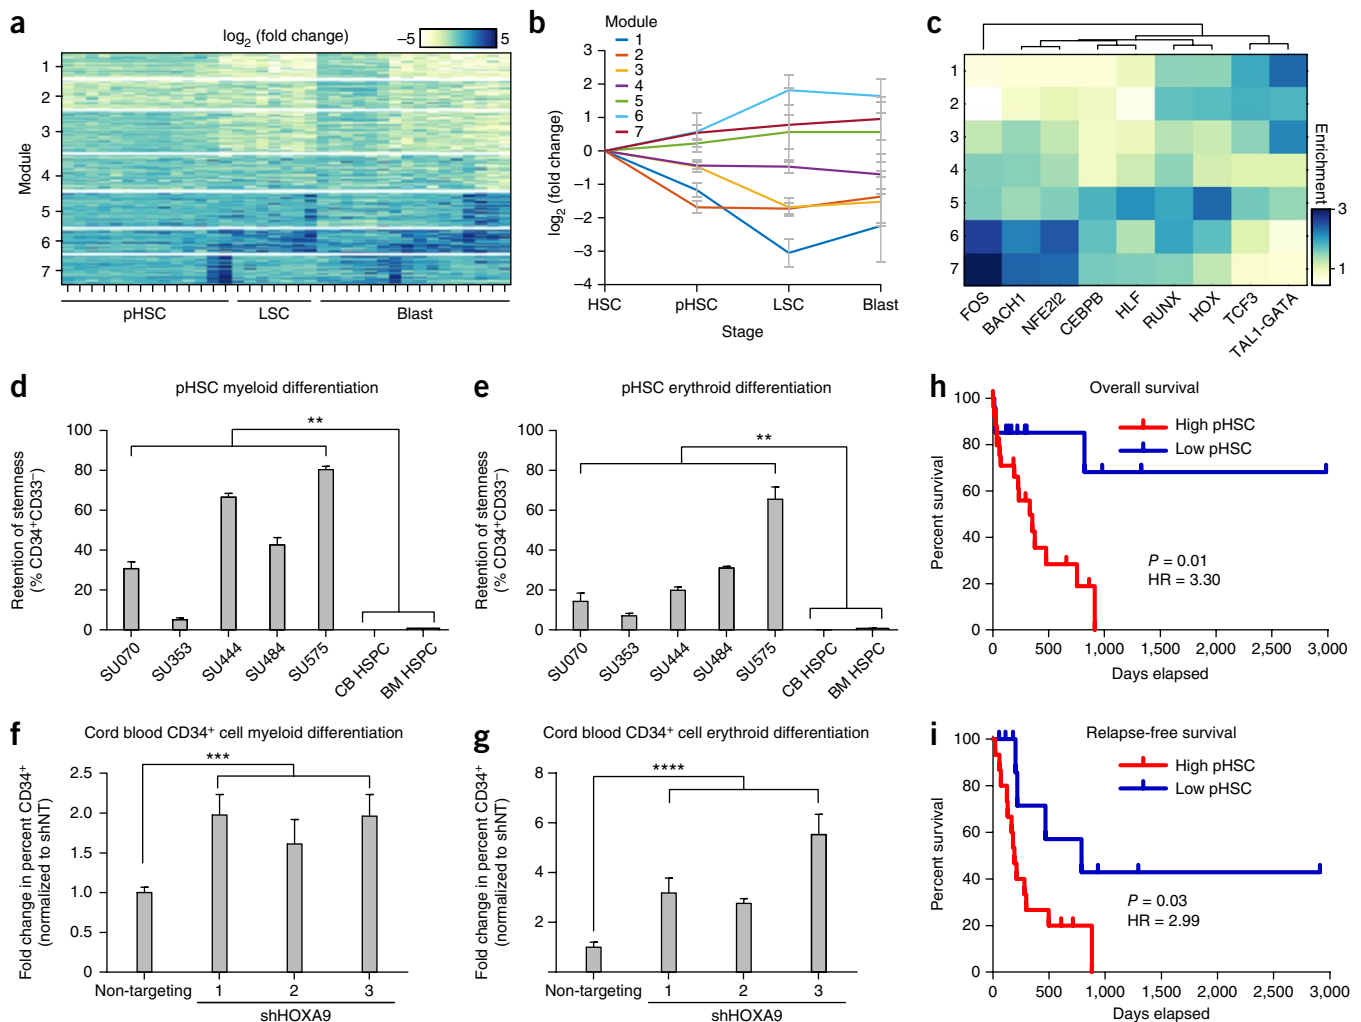 a
log2 (fold change)
–5
5
Module
1
2
3
4
5
6
7
pHSC
LSC
Blast
b
Module
1
2
3
4
5
6
7
log2 (fold change)
3
2
1
0
–1
–2
–3
–4
HSC
pHSC
LSC
Blast
Stage
c
1
2
3
4
5
6
7
FOS
BACH1
NFE2l2
CEBPB
HLF
RUNX
HOX
TCF3
TAL1-GATA
Enrichment
3
1
d
pHSC myeloid differentiation
Retention of stemness
(% CD34+CD33–)
100
80
60
40
20
0
**
SU070
SU353
SU444
SU484
SU575
CB HSPC
BM HSPC
e
pHSC erythroid differentiation
Retention of stemness
(% CD34+CD33–)
100
80
60
40
20
0
**
SU070
SU353
SU444
SU484
SU575
CB HSPC
BM HSPC
f
Cord blood CD34+ cell myeloid differentiation
Fold change in percent CD34+
(normalized to shNT)
2.5
2.0
1.5
1.0
0.5
0
***
Non-targeting
1
2
3
shHOXA9
g
Cord blood CD34+ cell erythroid differentiation
Fold change in percent CD34+
(normalized to shNT)
8
6
4
2
****
Non-targeting
1
2
3
shHOXA9
h
Overall survival
Percent survival
100
80
60
40
20
0
High pHSC
Low pHSC
P = 0.01
HR = 3.30
0
500
1,000
1,500
2,000
2,500
3,000
Days elapsed
i
Relapse-free survival
Percent survival
100
80
60
40
20
0
High pHSC
Low pHSC
P = 0.03
HR = 2.99
0
500
1,000
1,500
2,000
2,500
3,000
Days elapsed